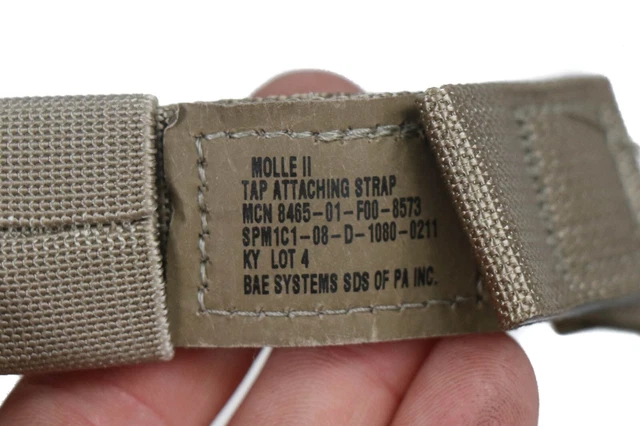 MOLLE II
TAP ATTACHING STRAP
MCN 8465-01-F00-8573
SPM1C1-08-D-1080-0211
KY LOT 4
BAE SYSTEMS SDS OF PA INC.